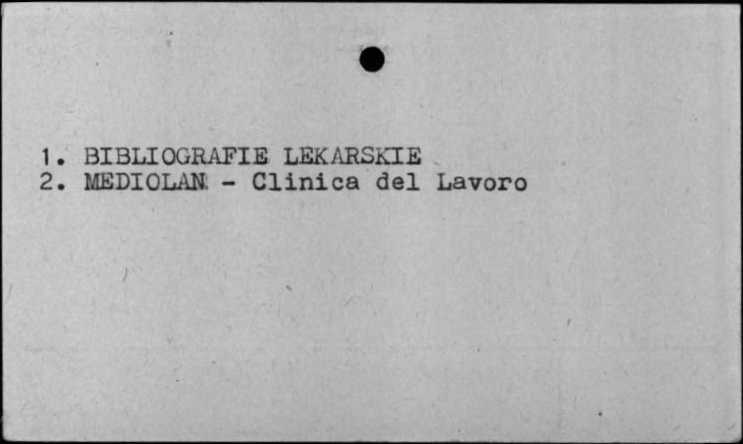 1. BIBLIOGRAFIE LEKARSKIE
2. MEDIOLAN - Clinica del Lavoro